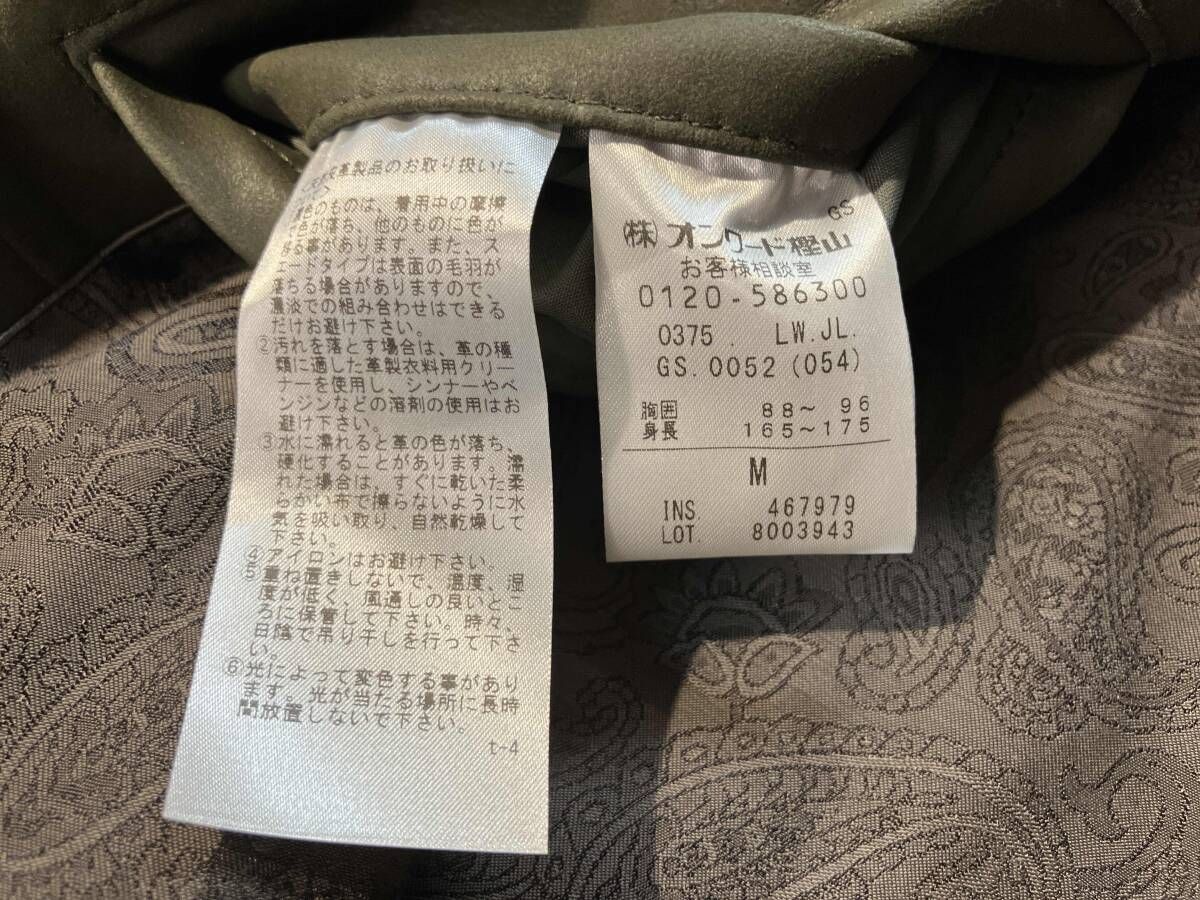 革製品のお取り扱いに
色のものは、着用中の摩擦
色が落ち、他のものに色が
る事があります。また、ス
エードタイプは表面の毛羽が
落ちる場合がありますので、
濃淡での組み合わせはできる
だけお避け下さい。
②汚れを落とす場合は、革の種
類に適した革製衣料用クリー
ナーを使用し、シンナーやベ
ンジンなどの溶剤の使用はお
避け下さい。
③水に濡れると革の色が落ち、
硬化することがあります。濡
れた場合は、すぐに乾いた柔
らかい布で擦らないように水
気を吸い取り、自然乾燥して
下さい。
④アイロンはお避け下さい。
⑤重ね置きしないで、温度、湿
度が低く、風通しの良いとこ
ろに保管して下さい。時々、
日陰で吊り干しを行って下さ
い。
⑥光によって変色する事があり
ます。光が当たる場所に長時
間放置しないで下さい。
t-4
GS
(株)オンワード樫山
お客様相談室
0120-586300
0375. LW.JL.
GS.0052(054)
胸囲 88～ 96
身長 165～175
M
INS. 467979
LOT. 8003943